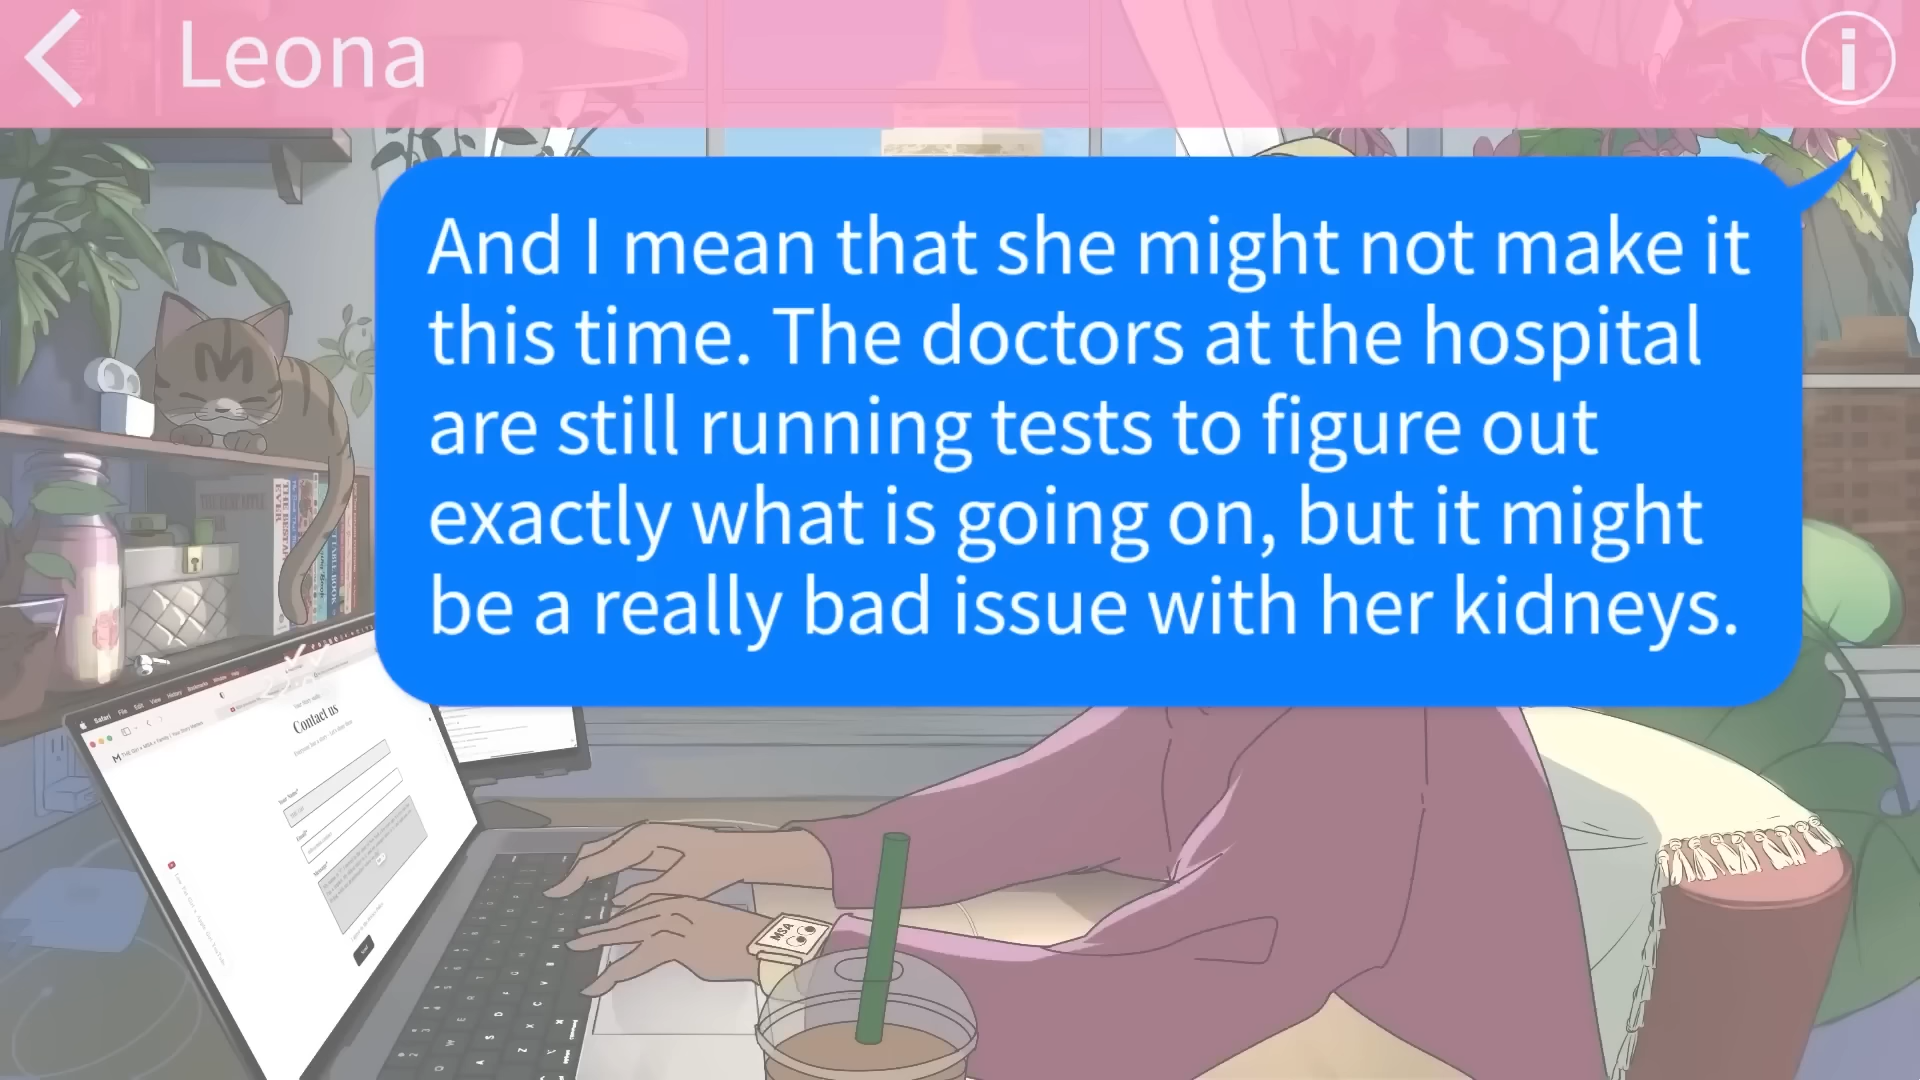 Leona
i
And I mean that she might not make it
this time. The doctors at the hospital
are still running tests to figure out
exactly what is going on, but it might
be a really bad issue with her kidneys.
Contact us
MSA